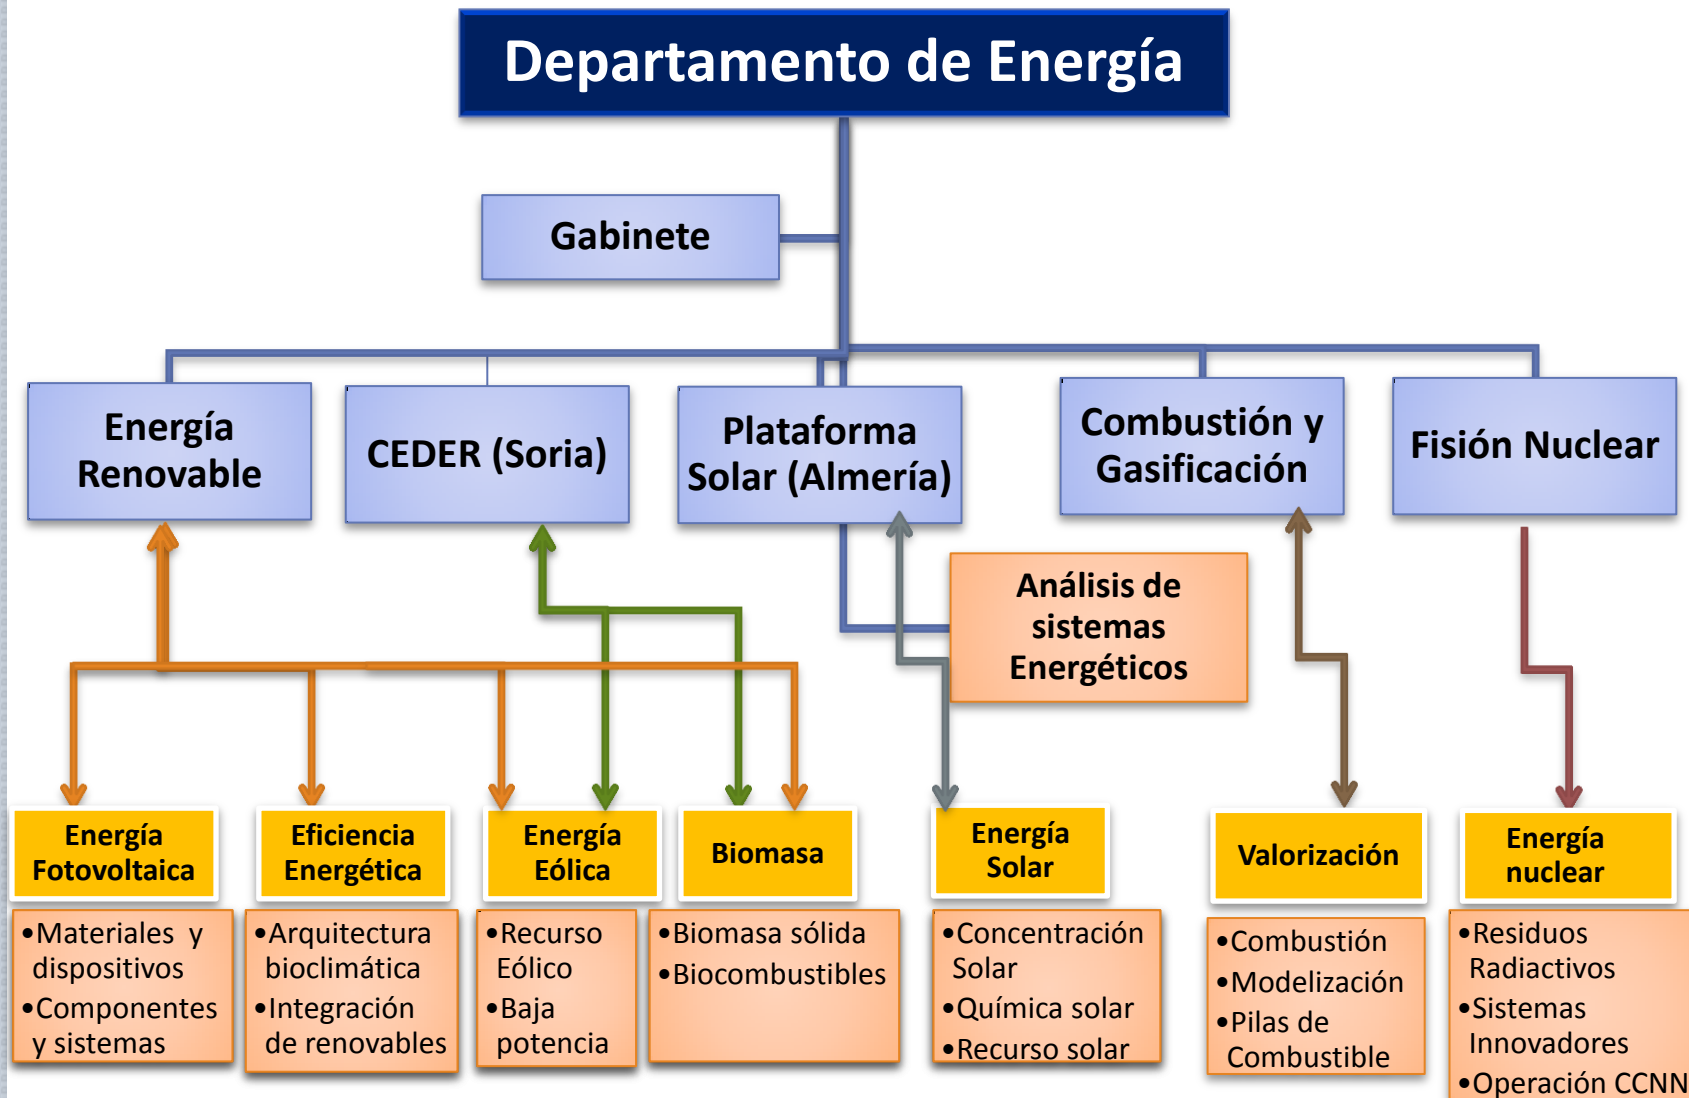 Departamento de Energía
Gabinete
Energía
Renovable
CEDER (Soria)
Plataforma
Solar (Almería)
Combustión y
Gasificación
Fisión Nuclear
Análisis de
sistemas
Energéticos
Energía
Fotovoltaica
Eficiencia
Energética
Energía
Eólica
Biomasa
Energía
Solar
Valorización
Energía
nuclear
•Materiales y
dispositivos
•Componentes
y sistemas
•Arquitectura
bioclimática
•Integración
de renovables
•Recurso
Eólico
•Baja
potencia
•Biomasa sólida
•Biocombustibles
•Concentración
Solar
•Química solar
•Recurso solar
•Combustión
•Modelización
•Pilas de
Combustible
•Residuos
Radiactivos
•Sistemas
Innovadores
•Operación CCNN